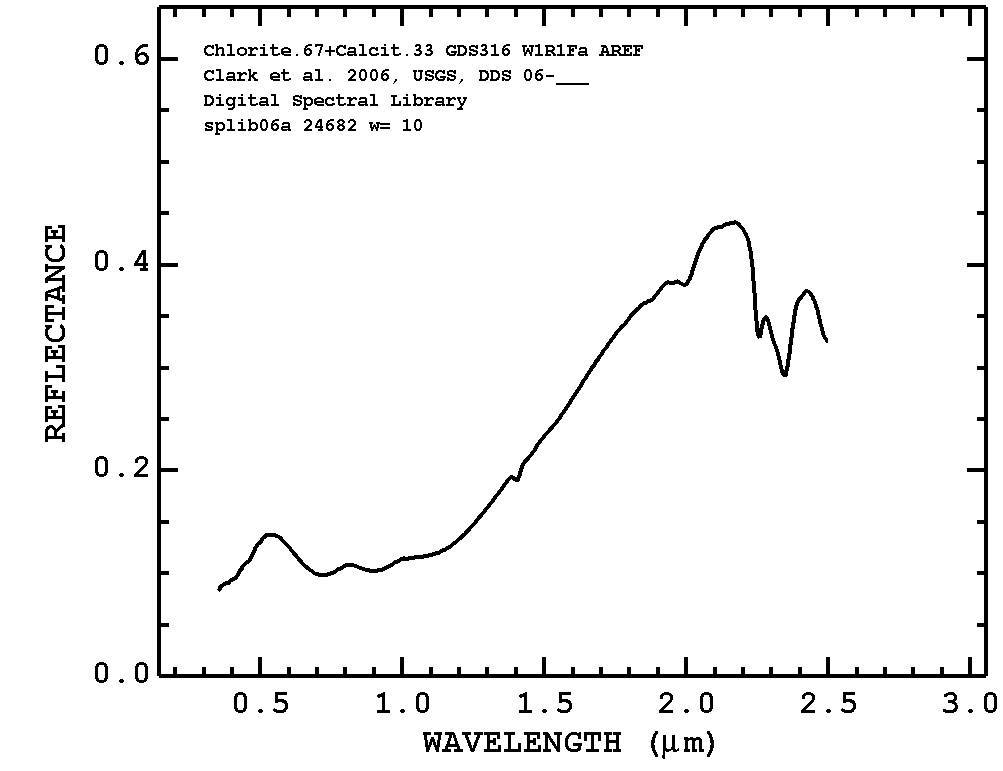 Chlorite.67+Calcit.33 GDS316 W1R1Fa AREF
Clark et al. 2006, USGS, DDS 06-___
Digital Spectral Library
splib06a 24682 w= 10
REFLECTANCE
0.6
0.4
0.2
0.0
0.5 1.0 1.5 2.0 2.5 3.0
WAVELENGTH (μm)